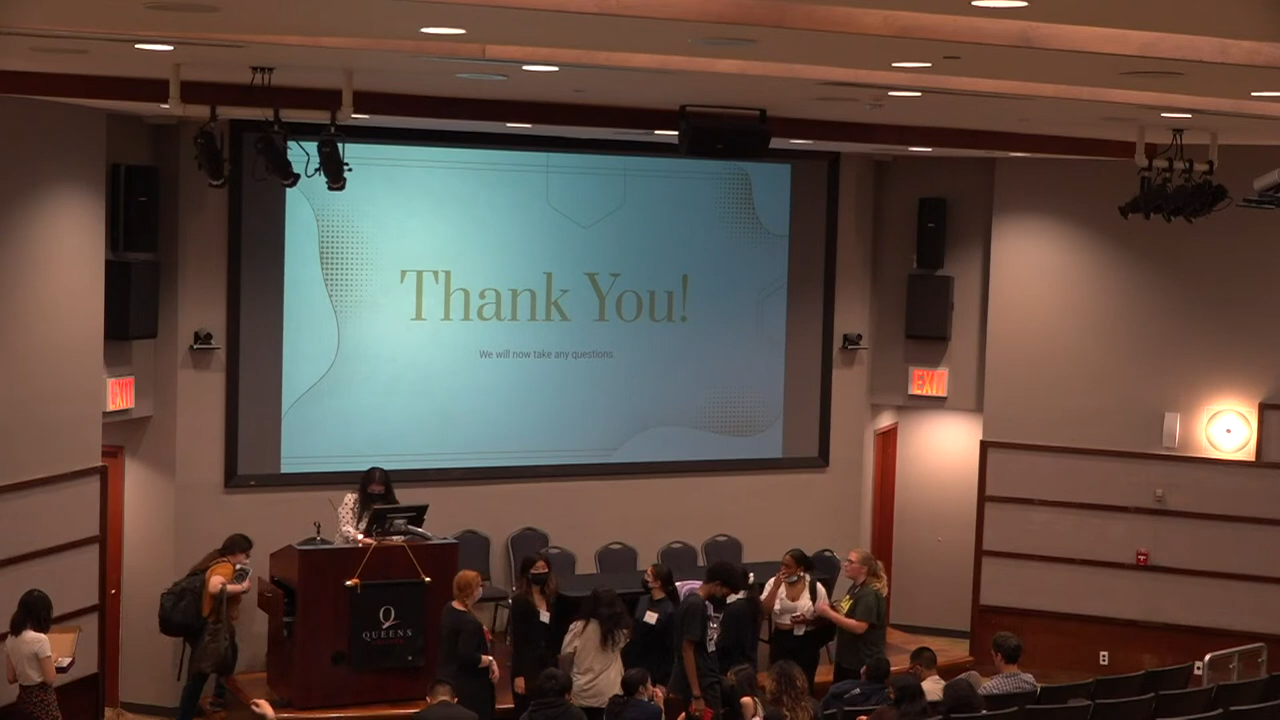 Thank You!
We will now take any questions.
EXIT
EXIT
Q
QUEENS